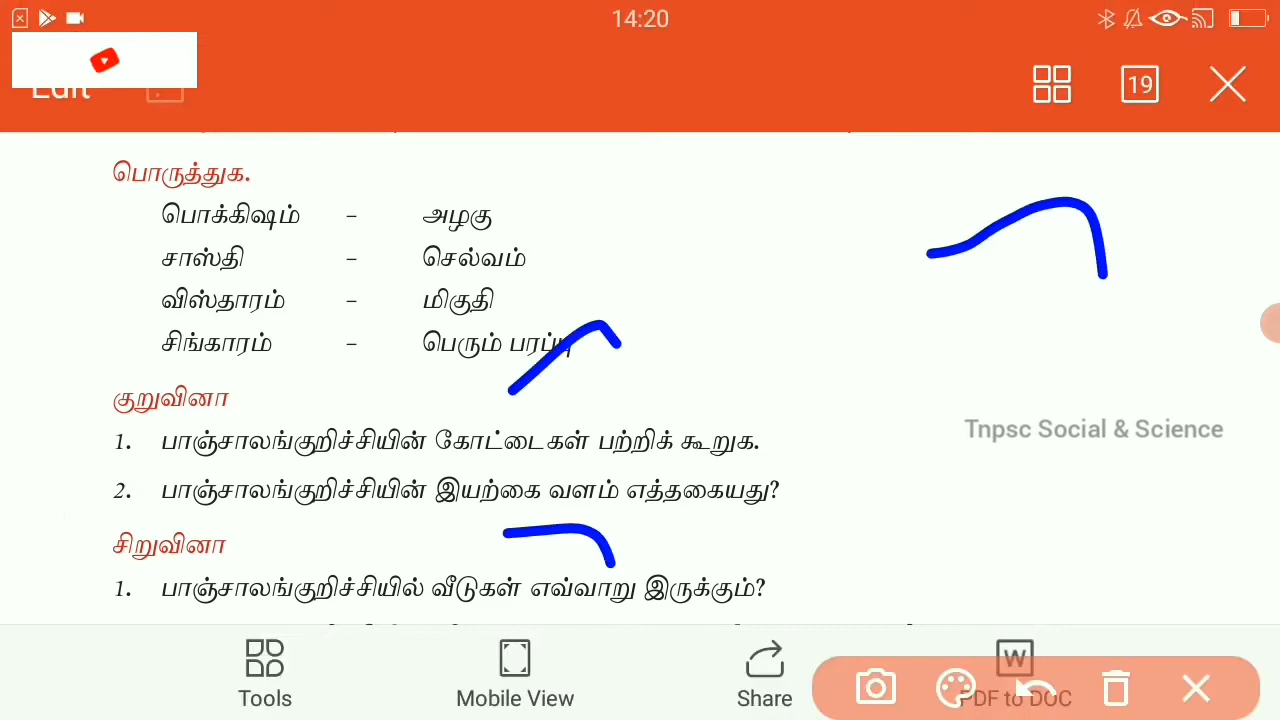 14:20
Edit
19
பொருத்துக.
பொக்கிஷம் – அழகு
சாஸ்தி – செல்வம்
விஸ்தாரம் – மிகுதி
சிங்காரம் – பெரும் பரப்பு
குறுவினா
1. பாஞ்சாலங்குறிச்சியின் கோட்டைகள் பற்றிக் கூறுக.
Tnpsc Social & Science
2. பாஞ்சாலங்குறிச்சியின் இயற்கை வளம் எத்தகையது?
சிறுவினா
1. பாஞ்சாலங்குறிச்சியில் வீடுகள் எவ்வாறு இருக்கும்?
W
Tools Mobile View Share PDF to DOC